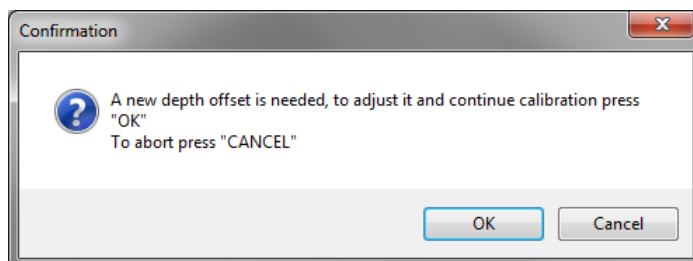 Confirmation
A new depth offset is needed, to adjust it and continue calibration press
"OK"
To abort press "CANCEL"
OK
Cancel